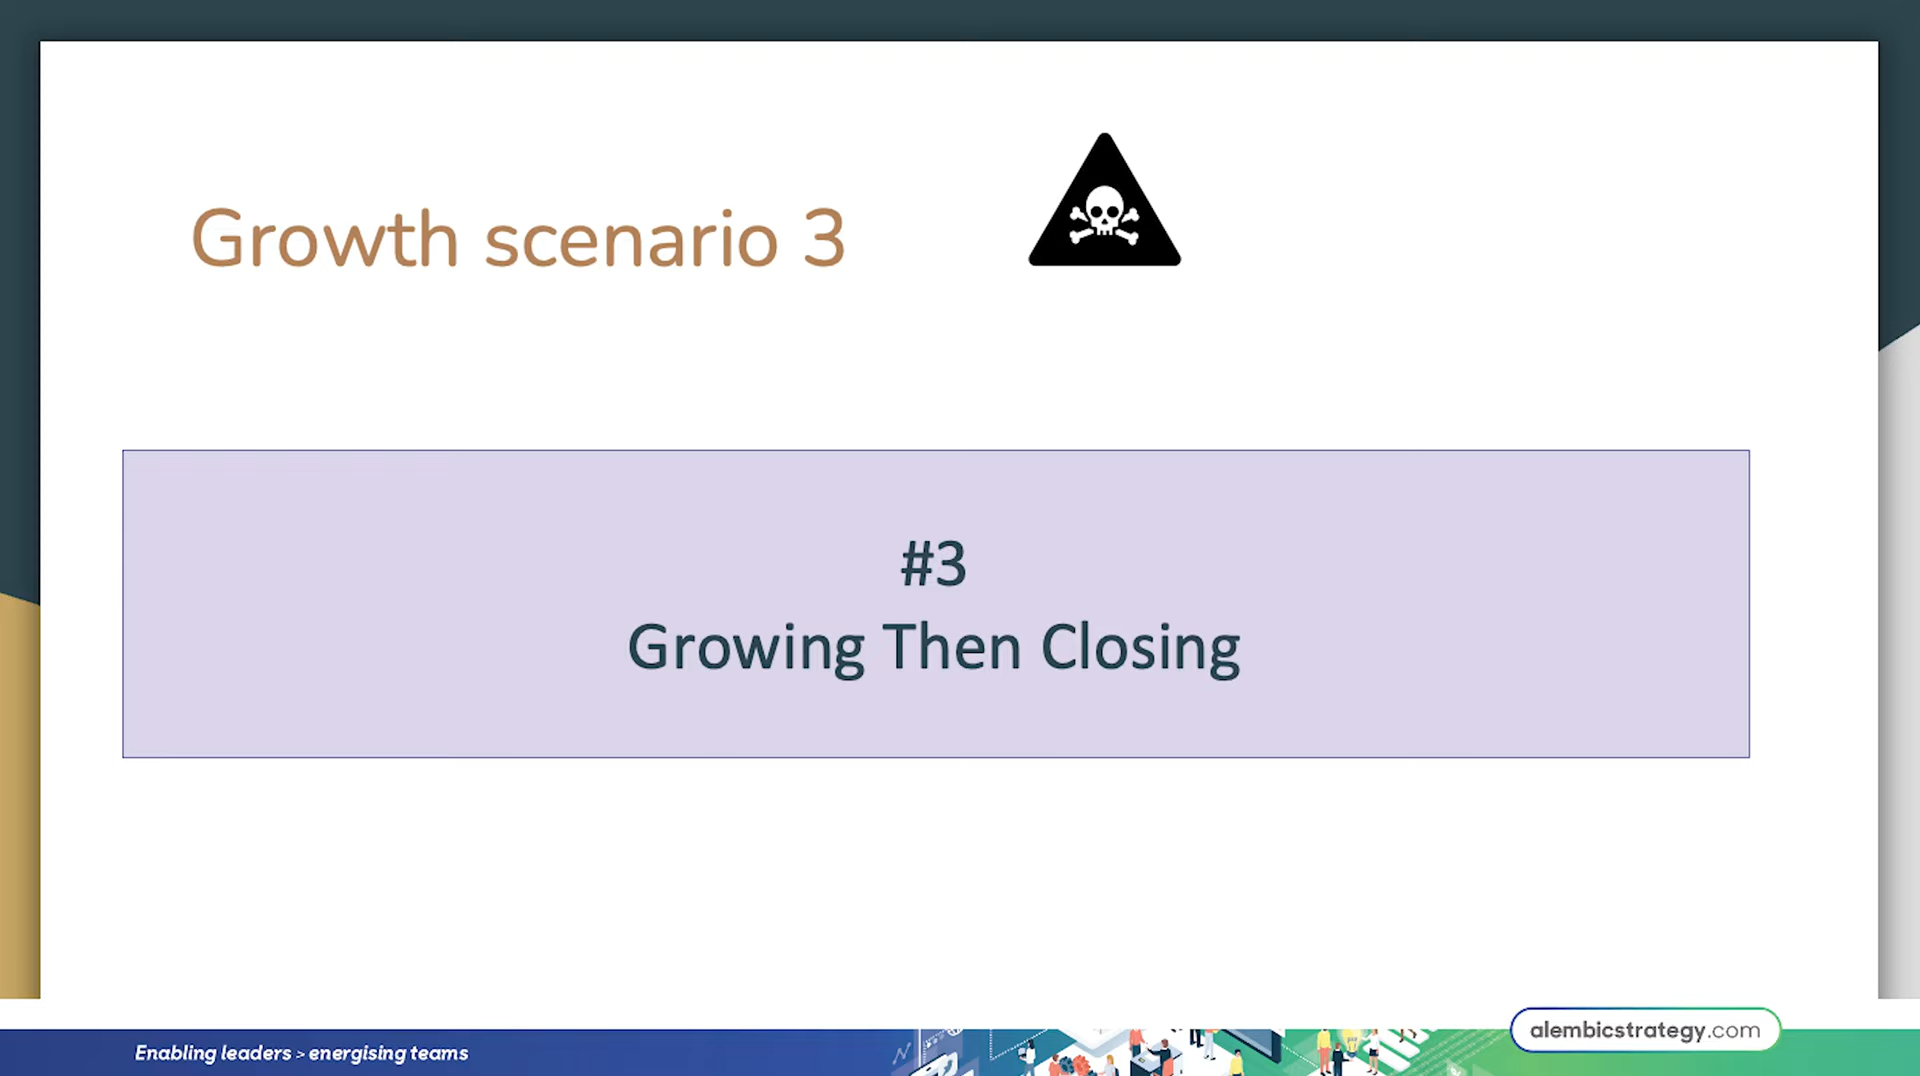 Growth scenario 3
#3
Growing Then Closing
Enabling leaders > energising teams
alembicstrategy.com